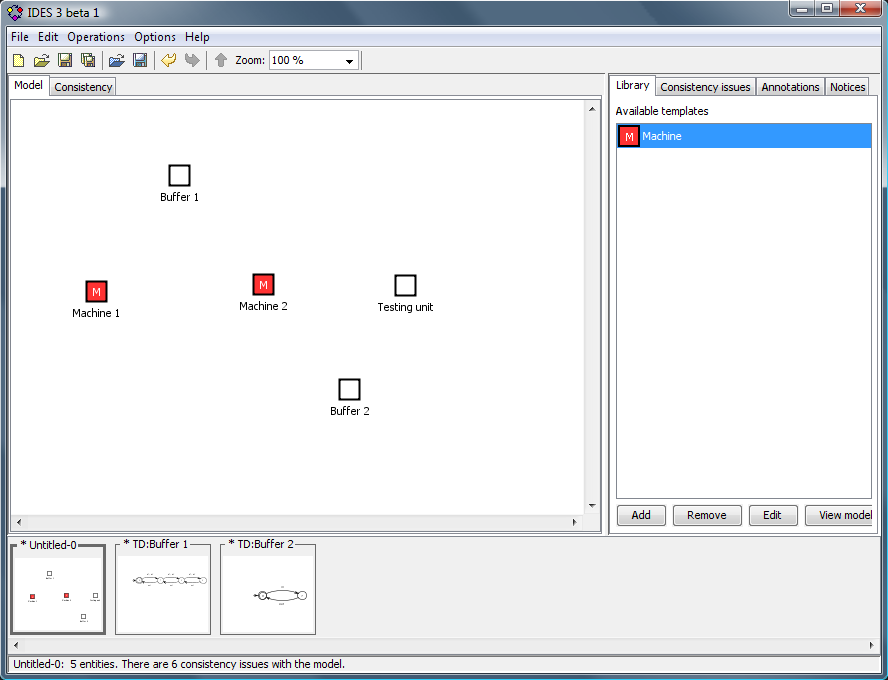 IDES 3 beta 1
File Edit Operations Options Help
Zoom: 100 %
Model Consistency
Library Consistency issues Annotations Notices
Available templates
M Machine
Buffer 1
M
Machine 1
M
Machine 2
Testing unit
Buffer 2
Add Remove Edit View model
* Untitled-0 * TD:Buffer 1 * TD:Buffer 2
Untitled-0: 5 entities. There are 6 consistency issues with the model.